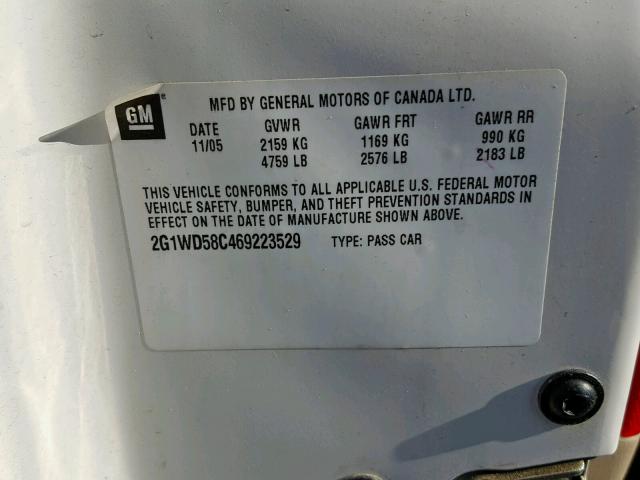 GM
MFD BY GENERAL MOTORS OF CANADA LTD.
DATE GVWR GAWR FRT GAWR RR
11/05 2159 KG 1169 KG 990 KG
4759 LB 2576 LB 2183 LB
THIS VEHICLE CONFORMS TO ALL APPLICABLE U.S. FEDERAL MOTOR
VEHICLE SAFETY, BUMPER, AND THEFT PREVENTION STANDARDS IN
EFFECT ON THE DATE OF MANUFACTURE SHOWN ABOVE.
2G1WD58C469223529 TYPE: PASS CAR